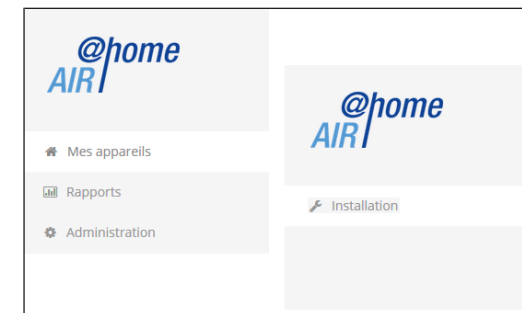 @home
AIR
Mes appareils
Rapports
Administration
@home
AIR
Installation